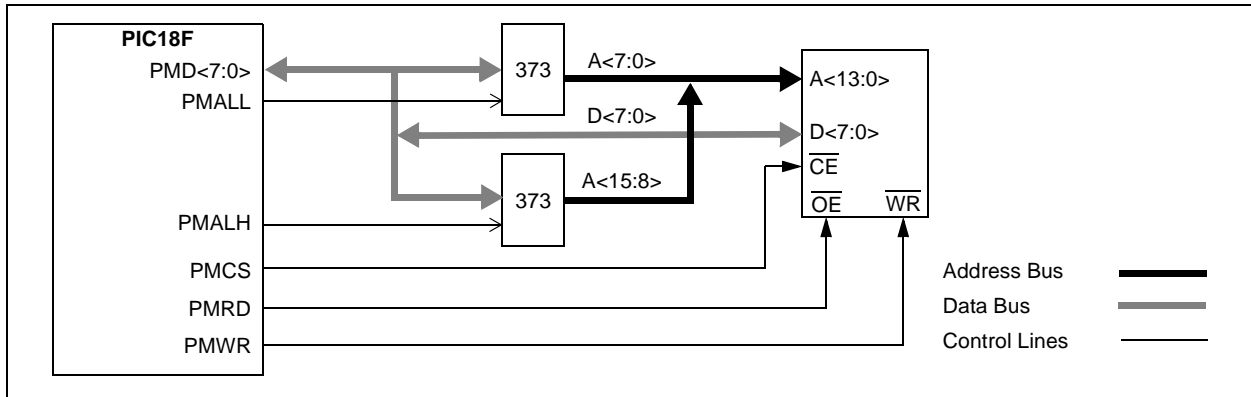 PIC18F
PMD<7:0>
PMALL
PMALH
PMCS
PMRD
PMWR
373
A<7:0>
D<7:0>
373
A<15:8>
A<13:0>
D<7:0>
CE
OE WR
Address Bus
Data Bus
Control Lines